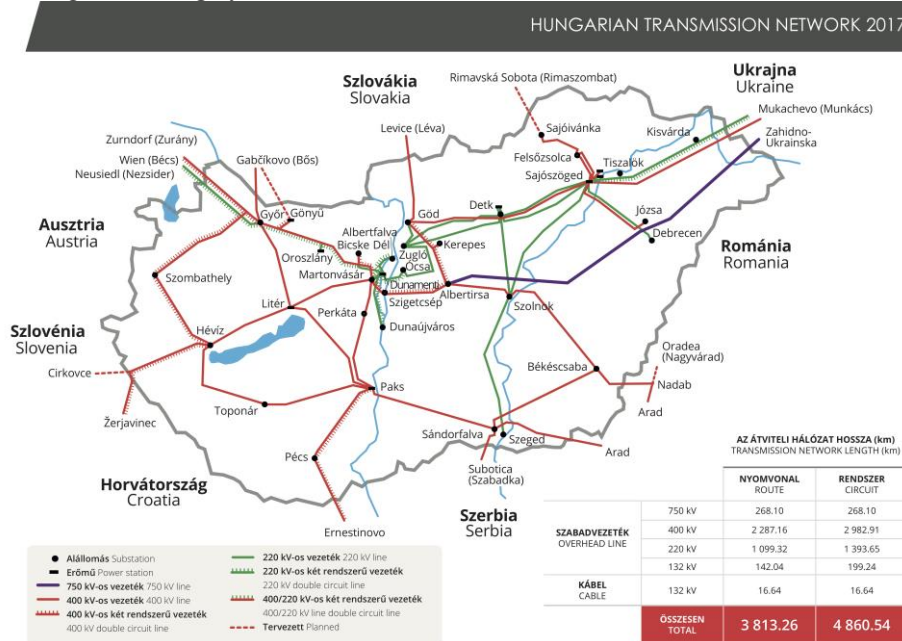 HUNGARIAN TRANSMISSION NETWORK 2017
Szlovákia
Slovakia
Rimavská Sobota (Rimaszombat)
Ukrajna
Ukraine
Mukachevo (Munkács)
Zahidno-
Ukrainska
Kisvárda
Sajóivánka
Felsőzsolca
Tiszalök
Sajószöged
Levice (Léva)
Zurndorf (Zurány)
Wien (Bécs)
Neusiedl (Nezsider)
Gabčíkovo (Bős)
Ausztria
Austria
Győr
Gönyű
Göd
Detk
Józsa
Debrecen
Albertfalva
Bicske Dél
Zugló
Kerepes
Ócsa
Oroszlány
Martonvásár
Dunamenti
Románia
Romania
Szombathely
Szigetcsép
Albertirsa
Szolnok
Litér
Perkáta
Dunaújváros
Szlovénia
Slovenia
Hévíz
Cirkovce
Oradea
(Nagyvárad)
Békéscsaba
Nadab
Arad
Paks
Toponár
Žerjavinec
Sándorfalva
Szeged
Arad
Pécs
Subotica
(Szabadka)
Horvátország
Croatia
Szerbia
Serbia
Ernestinovo
Alállomás Substation
Erőmű Power station
750 kV-os vezeték 750 kV line
400 kV-os vezeték 400 kV line
400 kV-os két rendszerű vezeték
400 kV double circuit line
220 kV-os vezeték 220 kV line
220 kV-os két rendszerű vezeték
220 kV double circuit line
400/220 kV-os két rendszerű vezeték
400/220 kV line double circuit line
Tervezett Planned
AZ ÁTVITELI HÁLÓZAT HOSSZA (km)
TRANSMISSION NETWORK LENGTH (km)
NYOMVONAL RENDSZER
ROUTE CIRCUIT
SZABADVEZETÉK
OVERHEAD LINE
750 kV 268.10 268.10
400 kV 2 287.16 2 982.91
220 kV 1 099.32 1 393.65
132 kV 142.04 199.24
KÁBEL
CABLE
132 kV 16.64 16.64
ÖSSZESEN
TOTAL
3 813.26 4 860.54